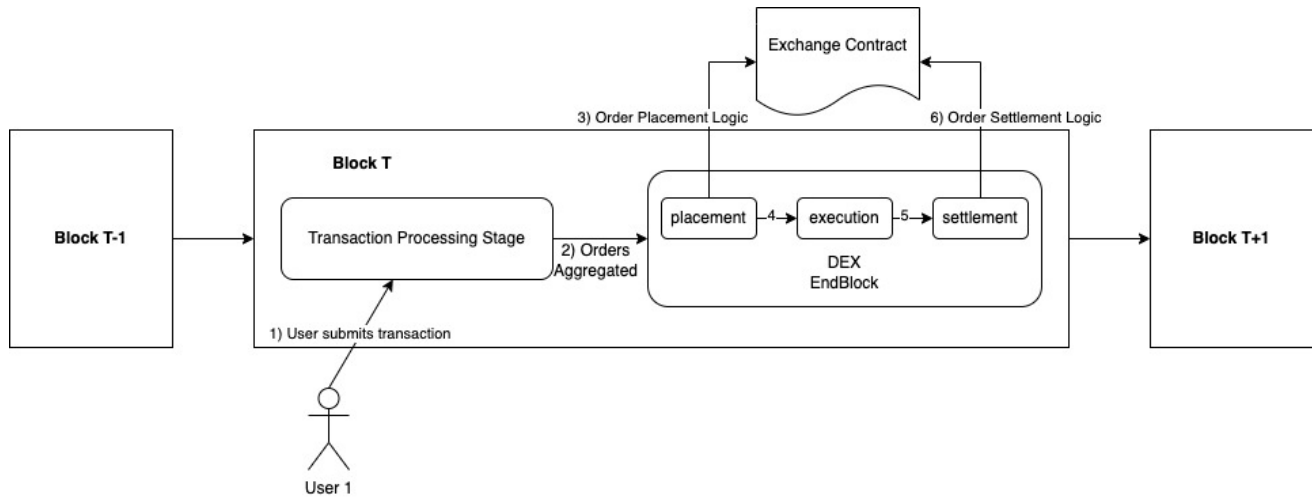 Exchange Contract
3) Order Placement Logic
6) Order Settlement Logic
Block T-1
Block T
Transaction Processing Stage
2) Orders
Aggregated
placement
4
execution
5
settlement
DEX
EndBlock
Block T+1
1) User submits transaction
User 1